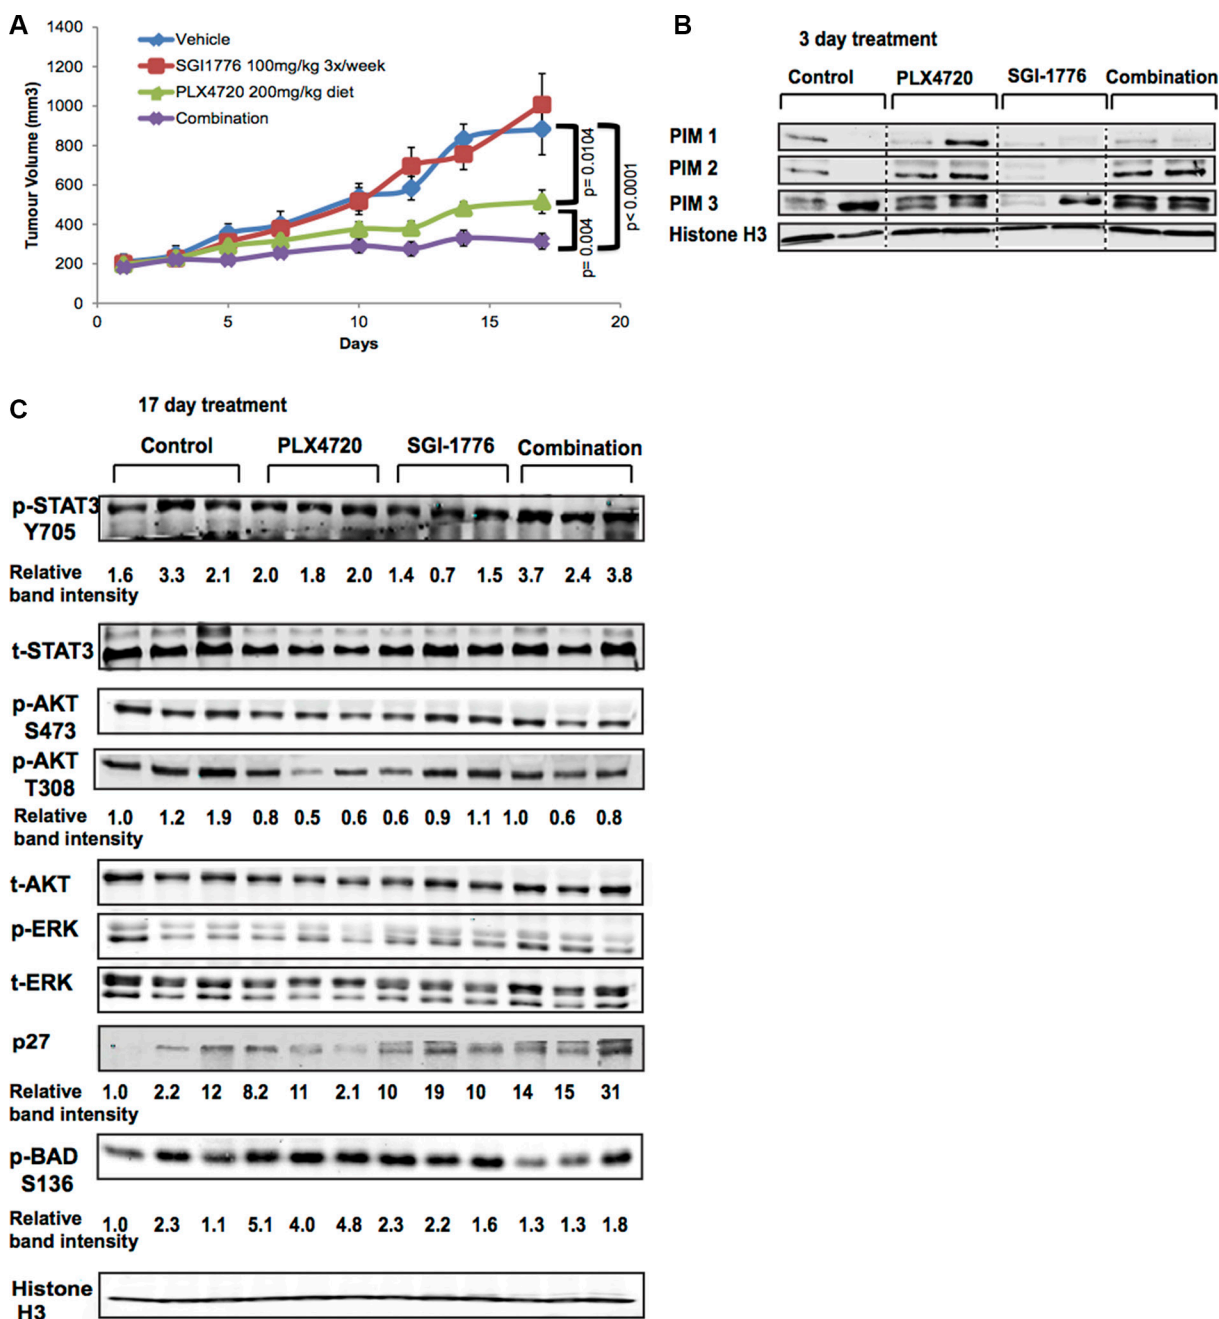 A
1400
1200
1000
800
600
400
200
0
Tumour Volume (mm3)
Vehicle
SGI1776 100mg/kg 3x/week
PLX4720 200mg/kg diet
Combination
p= 0.0104
p= 0.004
p< 0.0001
0 5 10 15 20
Days
B
3 day treatment
Control PLX4720 SGI-1776 Combination
PIM 1
PIM 2
PIM 3
Histone H3
C
17 day treatment
Control PLX4720 SGI-1776 Combination
p-STAT3
Y705
Relative 1.6 3.3 2.1 2.0 1.8 2.0 1.4 0.7 1.5 3.7 2.4 3.8
band intensity
t-STAT3
p-AKT
S473
p-AKT
T308
Relative 1.0 1.2 1.9 0.8 0.5 0.6 0.6 0.9 1.1 1.0 0.6 0.8
band intensity
t-AKT
p-ERK
t-ERK
p27
Relative 1.0 2.2 12 8.2 11 2.1 10 19 10 14 15 31
band intensity
p-BAD
S136
Relative 1.0 2.3 1.1 5.1 4.0 4.8 2.3 2.2 1.6 1.3 1.3 1.8
band intensity
Histone
H3